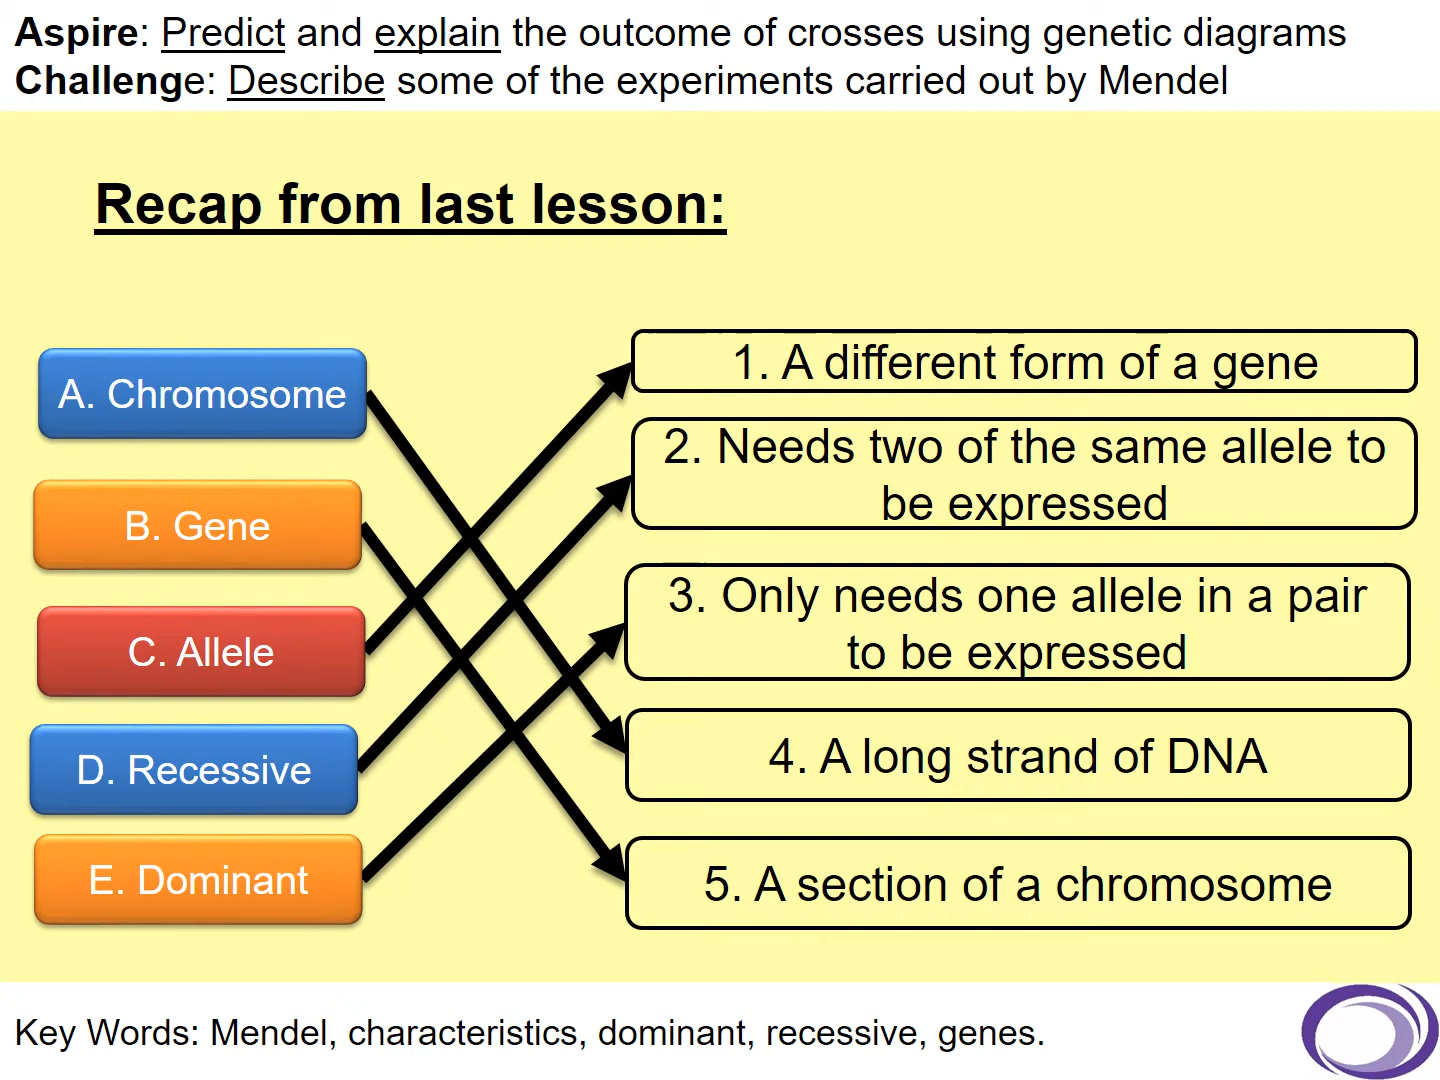 Aspire: Predict and explain the outcome of crosses using genetic diagrams
Challenge: Describe some of the experiments carried out by Mendel
Recap from last lesson:
A. Chromosome
B. Gene
C. Allele
D. Recessive
E. Dominant
1. A different form of a gene
2. Needs two of the same allele to
be expressed
3. Only needs one allele in a pair
to be expressed
4. A long strand of DNA
5. A section of a chromosome
Key Words: Mendel, characteristics, dominant, recessive, genes.